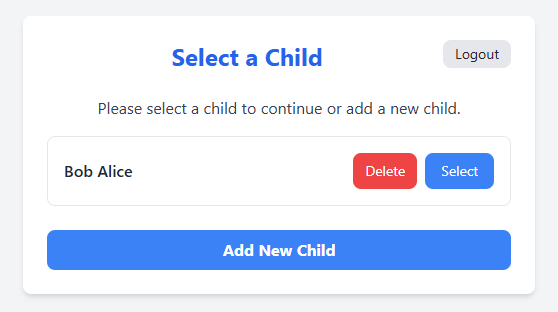 Select a Child
Logout
Please select a child to continue or add a new child.
Bob Alice
Delete
Select
Add New Child